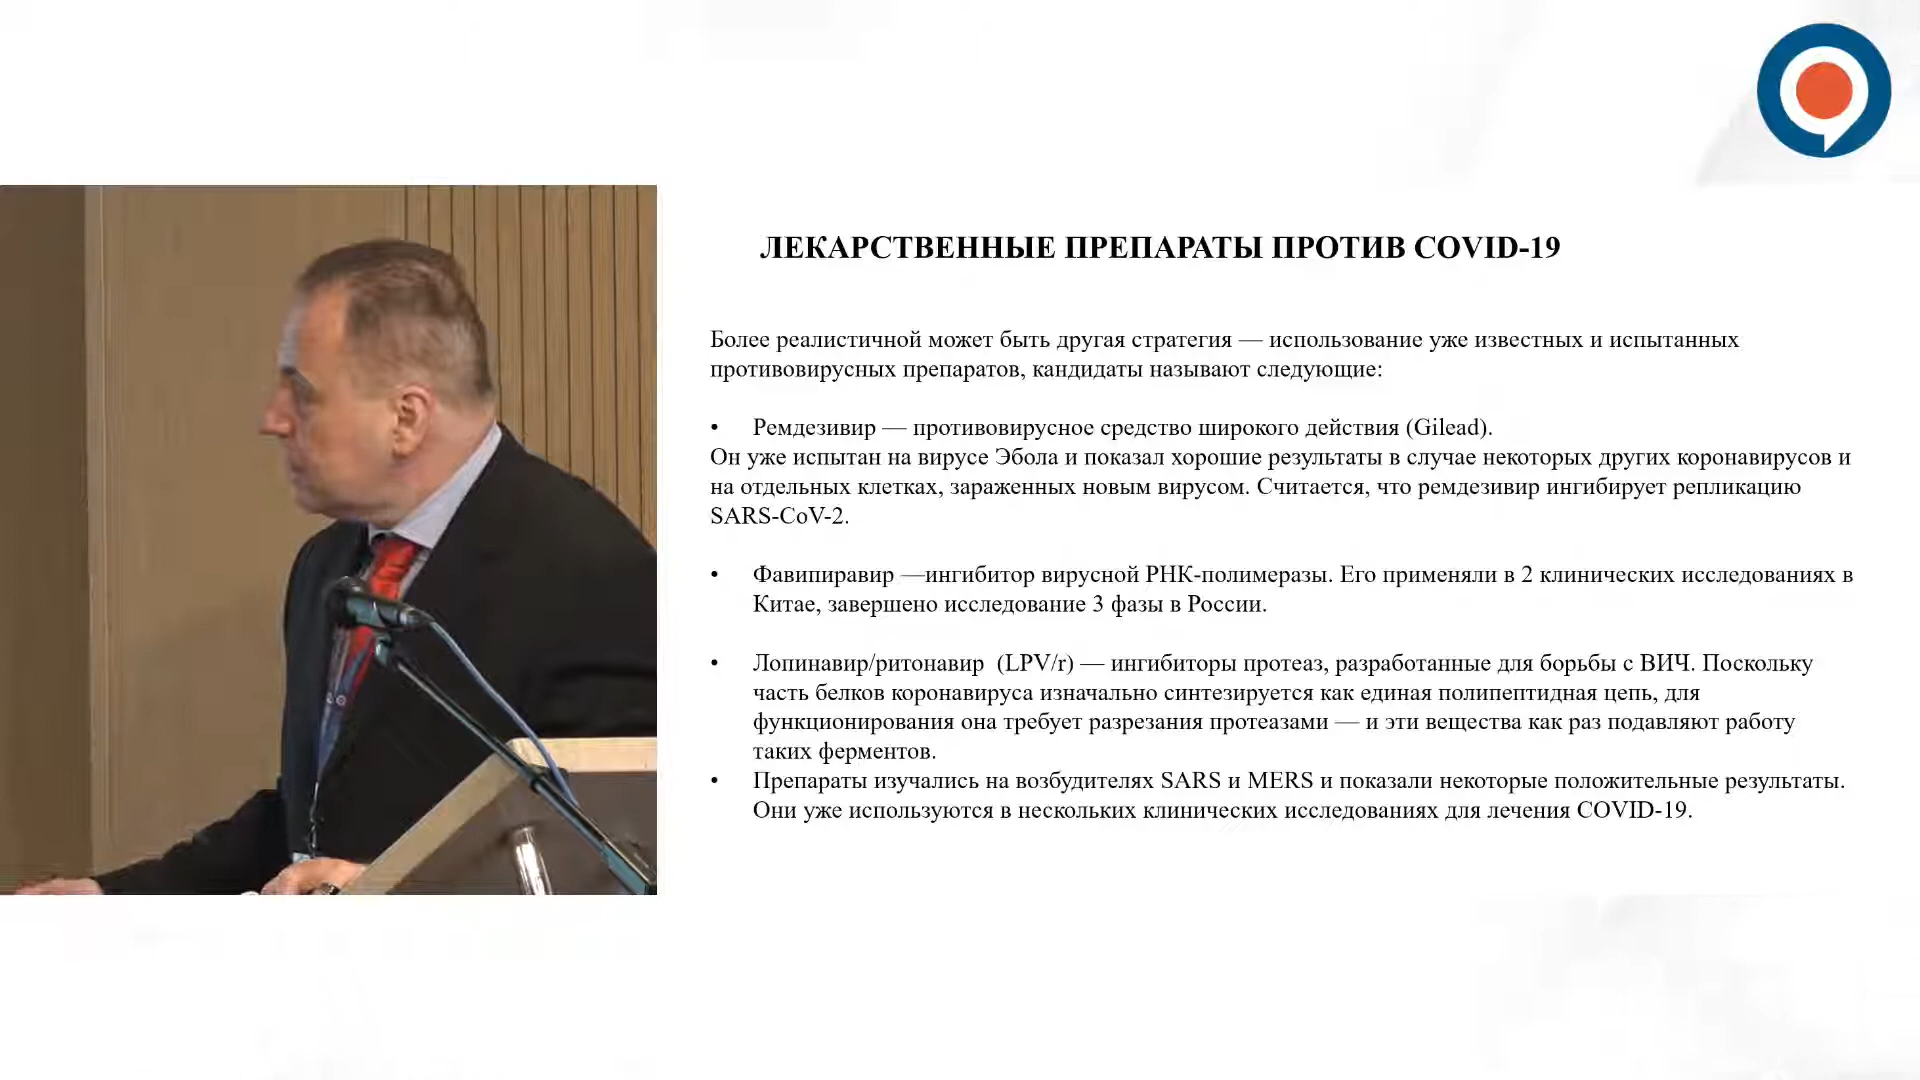 ЛЕКАРСТВЕННЫЕ ПРЕПАРАТЫ ПРОТИВ COVID-19
Более реалистичной может быть другая стратегия — использование уже известных и испытанных
противовирусных препаратов, кандидаты называют следующие:
• Ремдезивир — противовирусное средство широкого действия (Gilead).
Он уже испытан на вирусе Эбола и показал хорошие результаты в случае некоторых других коронавирусов и
на отдельных клетках, зараженных новым вирусом. Считается, что ремдезивир ингибирует репликацию
SARS-CoV-2.
• Фавипиравир —ингибитор вирусной РНК-полимеразы. Его применяли в 2 клинических исследованиях в
Китае, завершено исследование 3 фазы в России.
• Лопинавир/ритонавир (LPV/r) — ингибиторы протеаз, разработанные для борьбы с ВИЧ. Поскольку
часть белков коронавируса изначально синтезируется как единая полипептидная цепь, для
функционирования она требует разрезания протеазами — и эти вещества как раз подавляют работу
таких ферментов.
• Препараты изучались на возбудителях SARS и MERS и показали некоторые положительные результаты.
Они уже используются в нескольких клинических исследованиях для лечения COVID-19.